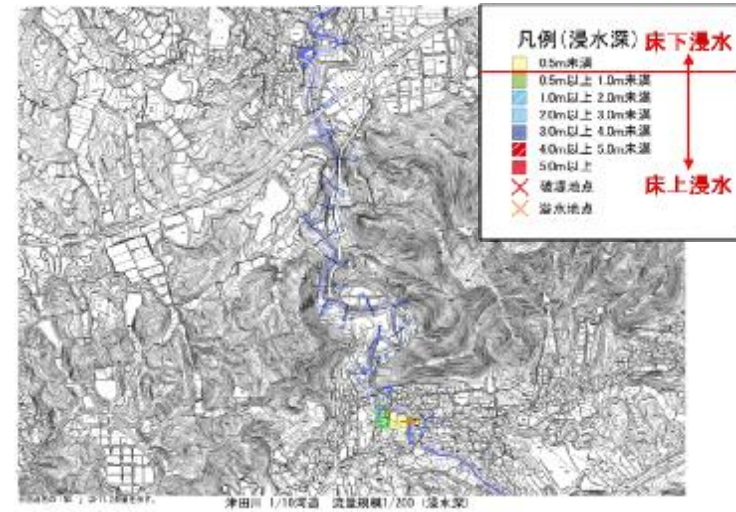 凡例(浸水深)
床下浸水
0.5m未満
0.5m以上 1.0m未満
1.0m以上 2.0m未満
2.0m以上 3.0m未満
3.0m以上 4.0m未満
4.0m以上 5.0m未満
5.0m以上
床上浸水
破堤地点
溢水地点
津田川 1/10河道 流量規模1/200 (浸水深)